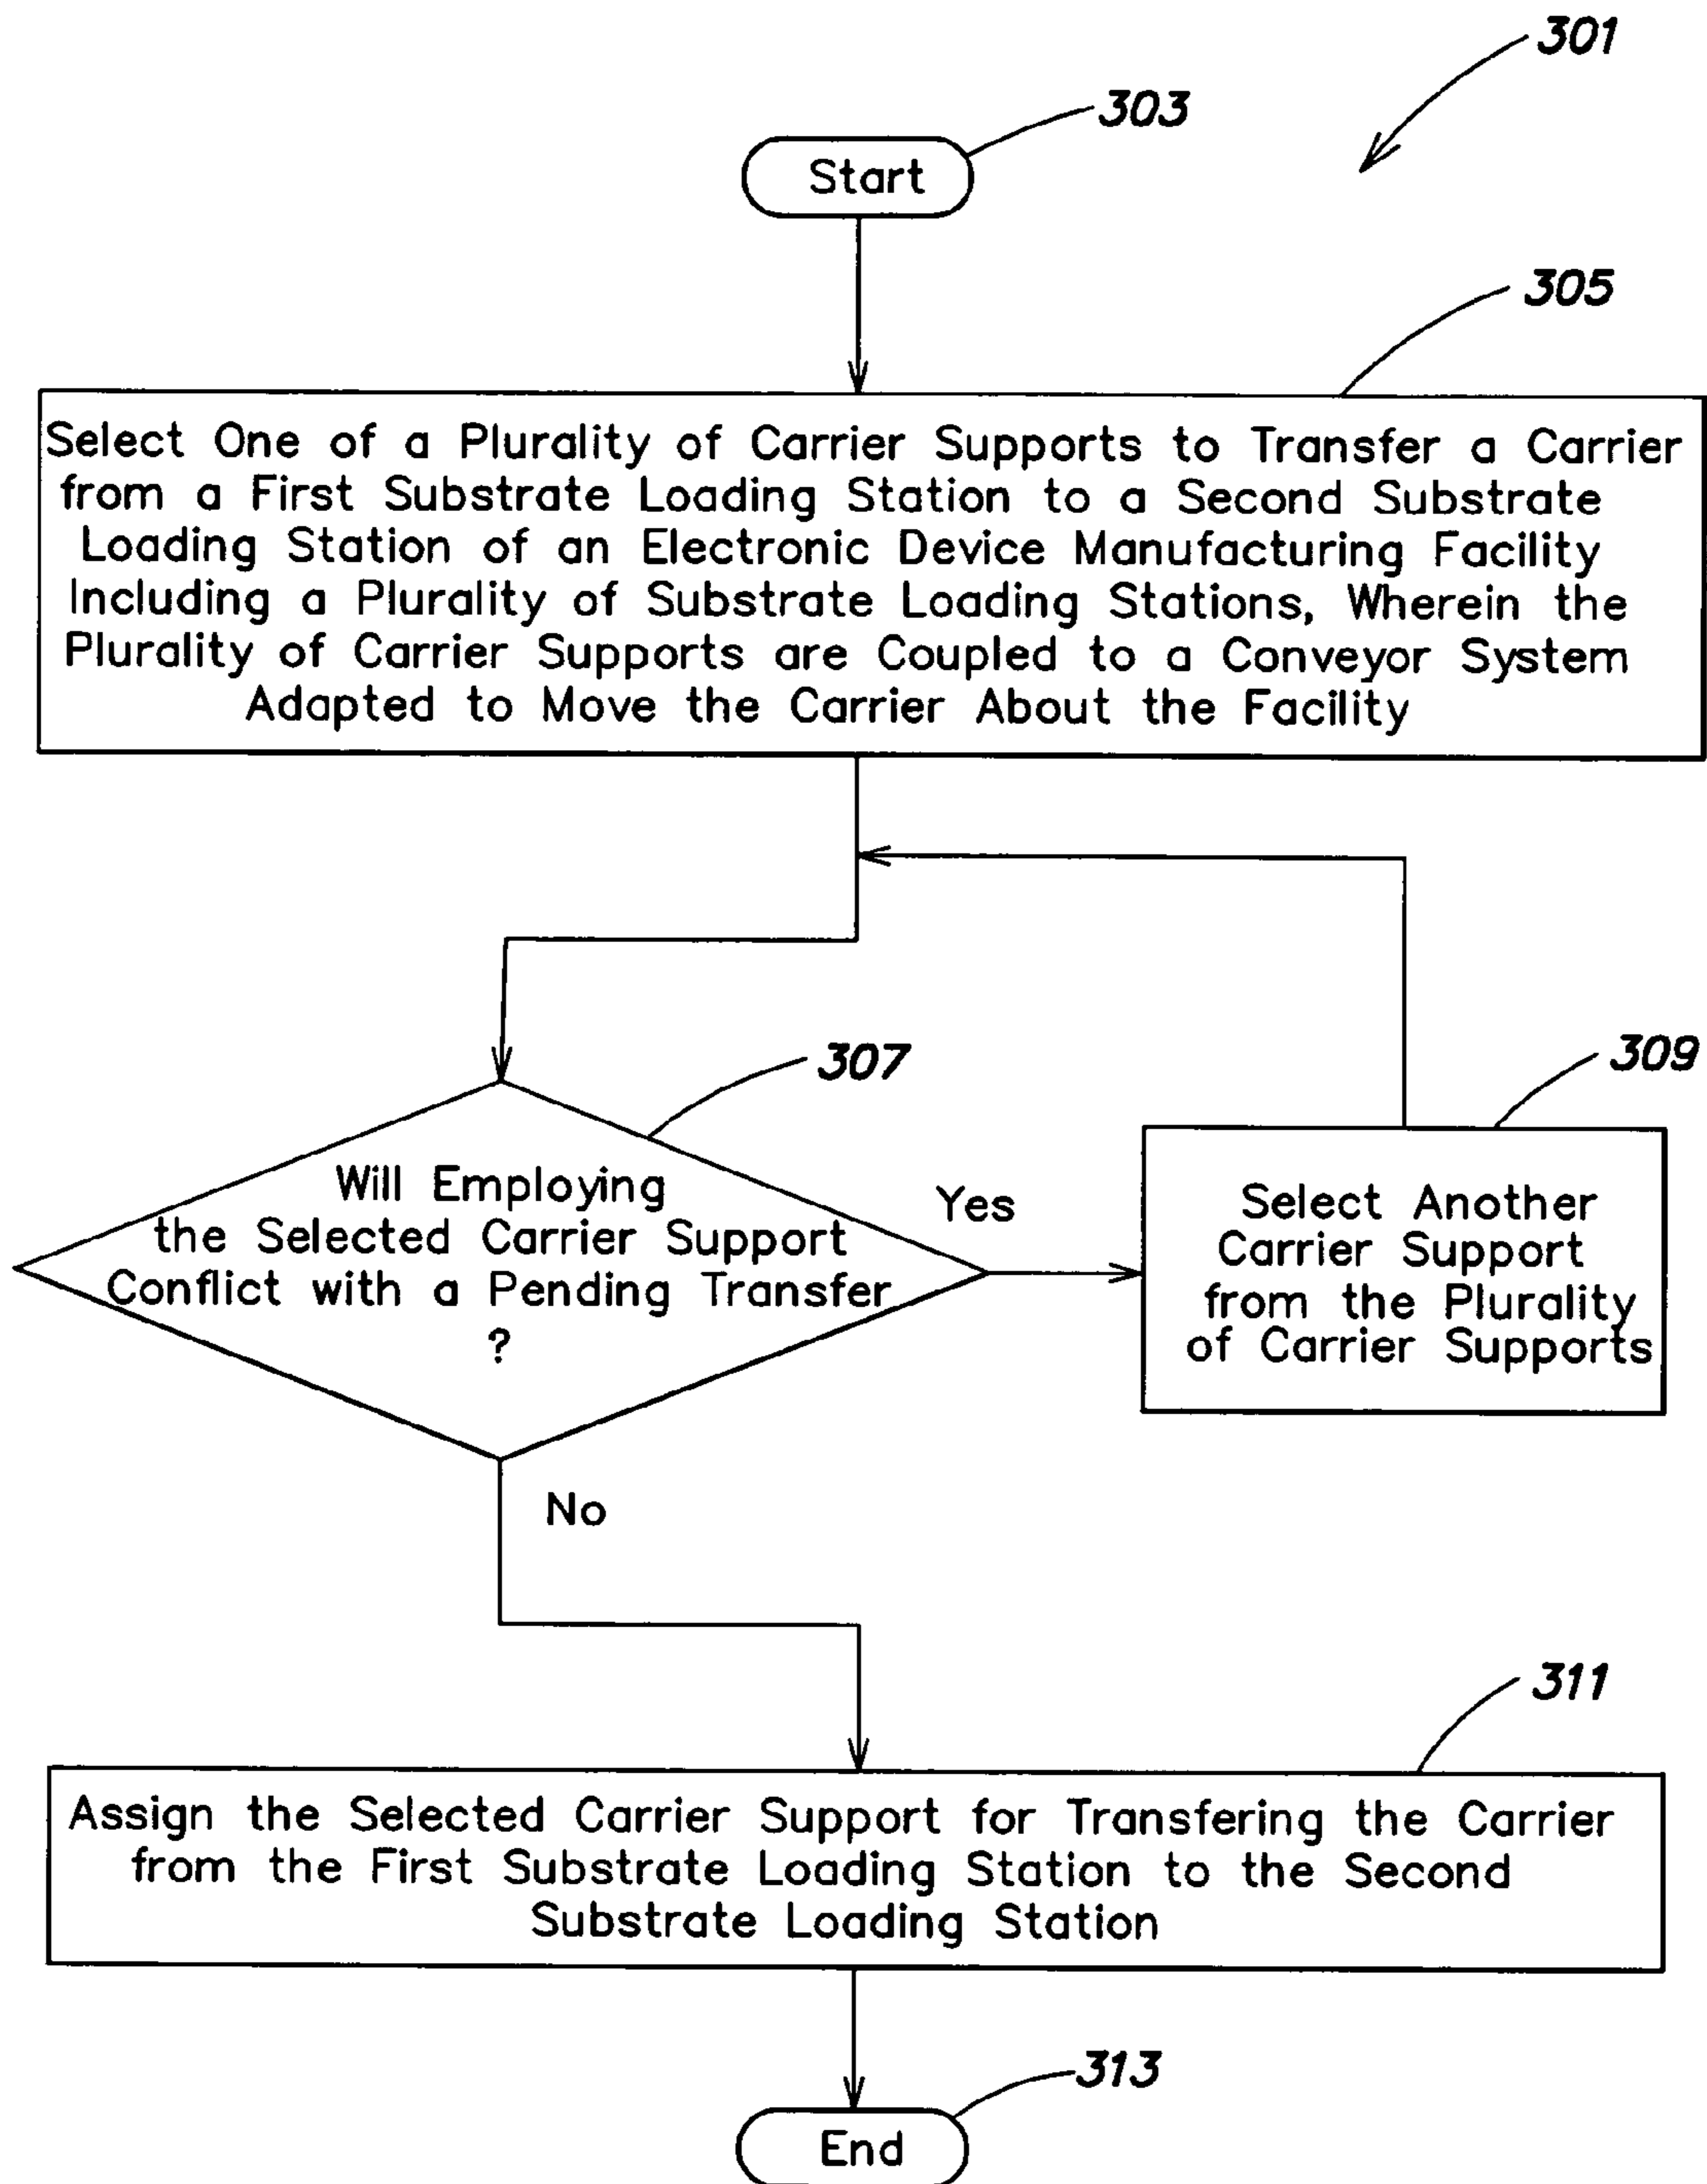 301
303
Start
305
Select One of a Plurality of Carrier Supports to Transfer a Carrier
from a First Substrate Loading Station to a Second Substrate
Loading Station of an Electronic Device Manufacturing Facility
Including a Plurality of Substrate Loading Stations, Wherein the
Plurality of Carrier Supports are Coupled to a Conveyor System
Adapted to Move the Carrier About the Facility
307
309
Will Employing
the Selected Carrier Support
Conflict with a Pending Transfer
?
Yes
Select Another
Carrier Support
from the Plurality
of Carrier Supports
No
311
Assign the Selected Carrier Support for Transfering the Carrier
from the First Substrate Loading Station to the Second
Substrate Loading Station
313
End